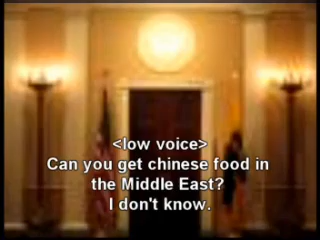 <low voice>
Can you get chinese food in
the Middle East?
I don't know.